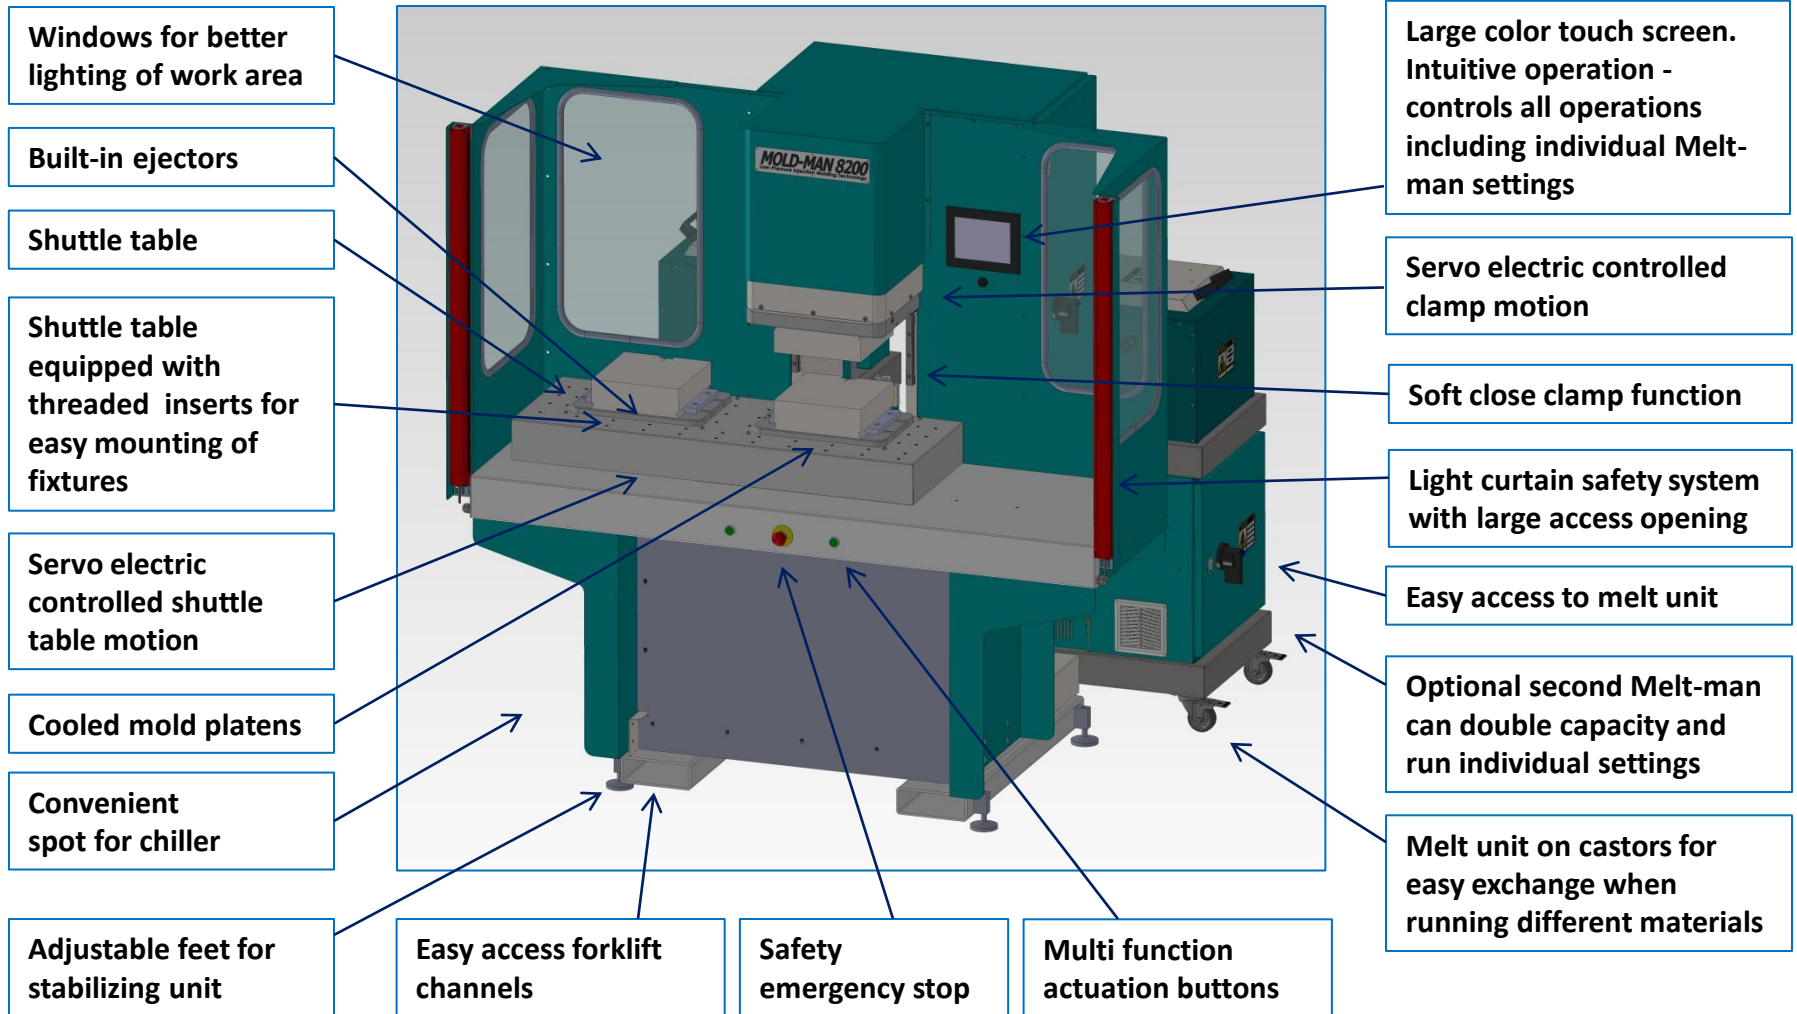 Windows for better
lighting of work area
Built-in ejectors
Shuttle table
Shuttle table
equipped with
threaded inserts for
easy mounting of
fixtures
Servo electric
controlled shuttle
table motion
Cooled mold platens
Convenient
spot for chiller
Adjustable feet for
stabilizing unit
MOLD-MAN 8200
Low-Pressure Injection Molding Technology
Easy access forklift
channels
Safety
emergency stop
Multi function
actuation buttons
Large color touch screen.
Intuitive operation -
controls all operations
including individual Melt-
man settings
Servo electric controlled
clamp motion
Soft close clamp function
Light curtain safety system
with large access opening
Easy access to melt unit
Optional second Melt-man
can double capacity and
run individual settings
Melt unit on castors for
easy exchange when
running different materials